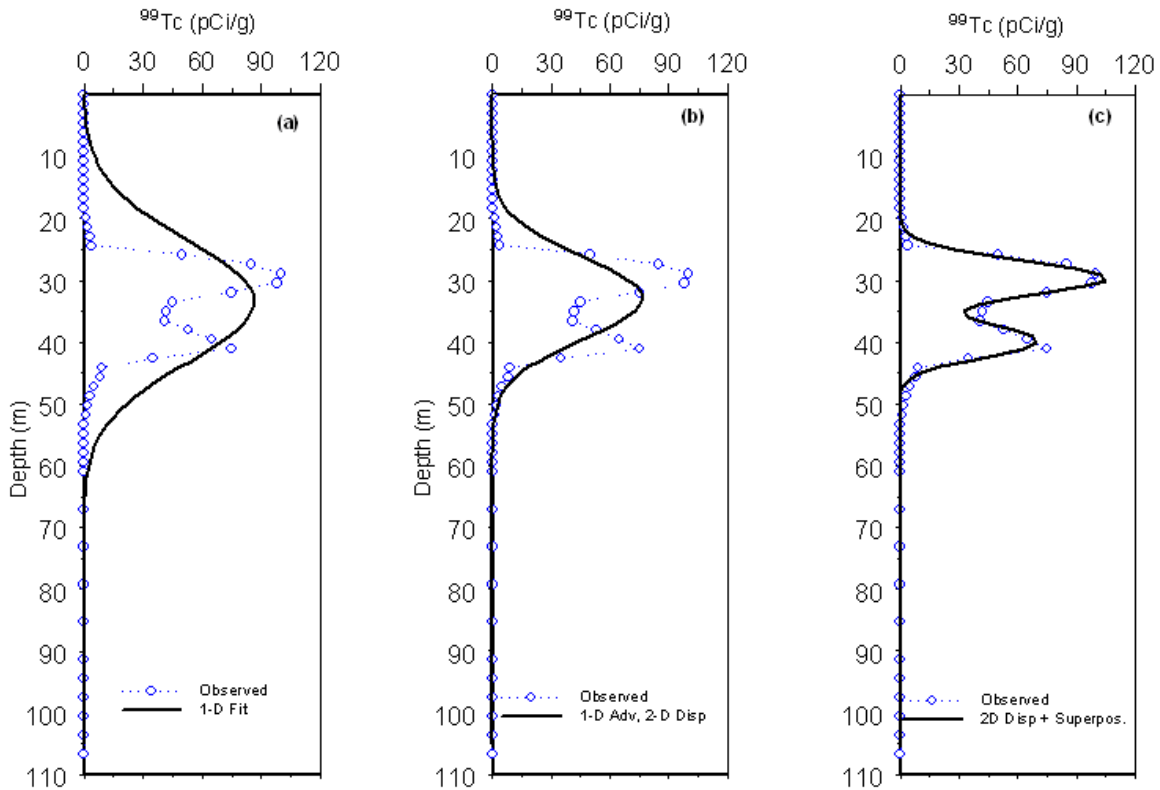 ⁹⁹Tc (pCi/g)
0 30 60 90 120
(a)
10
20
30
40
50
60
70
80
90
100
110
Depth (m)
Observed
1-D Fit
⁹⁹Tc (pCi/g)
0 30 60 90 120
(b)
10
20
30
40
50
60
70
80
90
100
110
Depth (m)
Observed
1-D Adv, 2-D Disp
⁹⁹Tc (pCi/g)
0 30 60 90 120
(c)
10
20
30
40
50
60
70
80
90
100
110
Observed
2D Disp + Superpos.